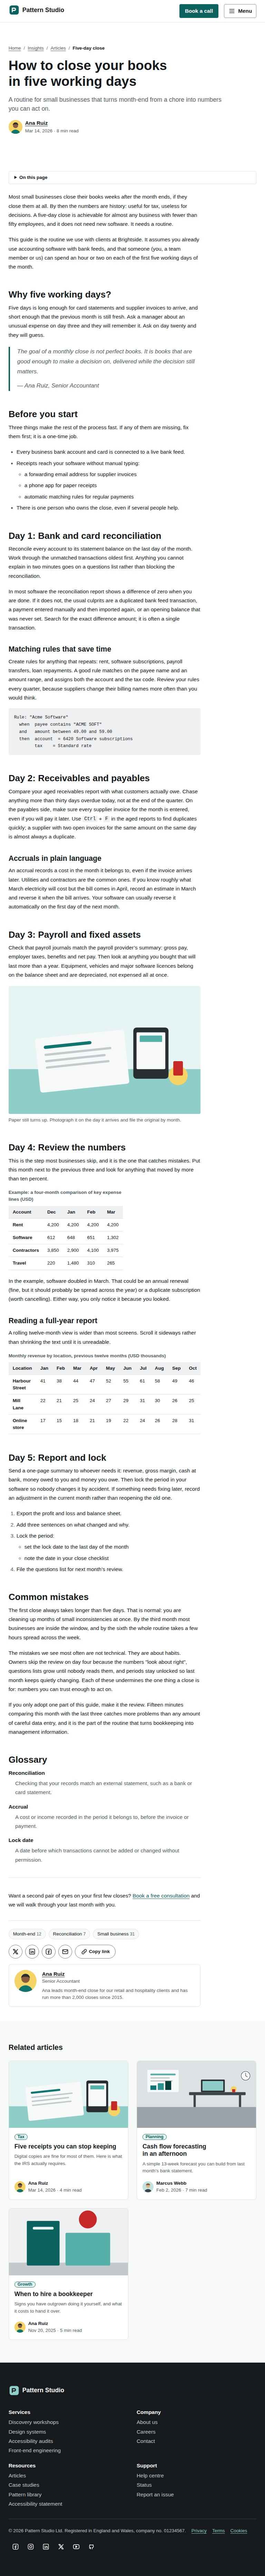 Pattern Studio
Book a call
Menu
Home / Insights / Articles / Five-day close
How to close your books
in five working days
A routine for small businesses that turns month-end from a chore into numbers
you can act on.
Ana Ruiz
Mar 14, 2026 · 8 min read
On this page
Most small businesses close their books weeks after the month ends, if they
close them at all. By the time the numbers are ready, they are history: useful for a
tax return, useless for decisions. A five-day close is achievable for almost any business with fewer than
fifty employees, and it does not need new software. It needs a routine.
This guide is the routine we use with clients at Brightside. It assumes you already
use accounting software with bank feeds, and that someone (you, a team
member or us) can spend an hour or two on each of the first five working days of
the month.
Why five working days?
Five days is long enough for card statements and supplier invoices to arrive, and
short enough that the previous month is still fresh. Ask a manager about an
unusual expense on day three and they will remember it. Ask on day twenty and
they will guess.
The goal of a monthly close is not perfect books. It is books that are
good enough to make a decision on, delivered while the decision still
matters.
— Ana Ruiz, Senior Accountant
Before you start
Three things make the rest of the process fast. If any of them are missing, fix
them first; it is a one-time job.
Every business bank account and card is connected to a live bank feed.
Receipts reach your software without manual typing:
a forwarding email address for supplier invoices
a phone app for paper receipts
automatic matching rules for regular payments
There is one person who owns the close, even if several people help.
Day 1: Bank and card reconciliation
Reconcile every account to its statement balance on the last day of the month.
Work through the unmatched transactions oldest first. Anything you cannot
explain in two minutes goes on a questions list rather than blocking the
reconciliation.
In most software the reconciliation report shows a difference of zero when you
are done. If it does not, the usual culprits are a duplicated bank feed transaction,
a payment entered manually and imported again, or an opening balance that
was never set. Search for the exact difference amount; it is often a single
transaction.
Matching rules that save time
Create rules for anything that repeats: rent, software subscriptions, payroll
transfers, loan repayments. A good rule matches on the payee name and an
amount range, and assigns both the account and the tax code. Review your rules
every quarter, because suppliers change their billing names more often than you
would think.
Rule: "Acme Software"
when payee contains "ACME SOFT"
and amount between 40.00 and 59.00
then account = 6420 Software subscriptions
tax = Standard rate
Day 2: Receivables and payables
Compare your aged receivables report with what customers actually owe. Chase
anything more than thirty days overdue now, not at the end of the quarter. On
the payables side, make sure every supplier invoice for the month is entered,
even if you will pay it later. Use Ctrl + F in the aged reports to find duplicates
quickly; a supplier with two open invoices for the same amount on the same day
is almost always a duplicate.
Accruals in plain language
An accrual records a cost in the month it belongs to, even if the invoice arrives
later. Utilities and contractors are the common ones. If you know roughly what
March electricity will cost but the bill comes in April, record an estimate in March
and reverse it when the bill arrives. Your software can usually reverse it
automatically on the first day of the next month.
Day 3: Payroll and fixed assets
Check that payroll journals match the payroll provider's summary: gross pay,
employer taxes, benefits and net pay. Then look at anything you bought that will
last more than a year. Equipment, vehicles and major software licences belong
on the balance sheet and are depreciated, not expensed all at once.
Paper still turns up. Photograph it on the day it arrives and file the original by month.
Day 4: Review the numbers
This is the step most businesses skip, and it is the one that catches mistakes. Put
this month next to the previous three and look for anything that moved by more
than ten percent.
Example: a four-month comparison of key expense
lines (USD)
Account Dec Jan Feb Mar
Rent 4,200 4,200 4,200 4,200
Software 612 648 651 1,302
Contractors 3,850 2,900 4,100 3,975
Travel 220 1,480 310 265
In the example, software doubled in March. That could be an annual renewal
(fine, but it should probably be spread across the year) or a duplicate subscription
(worth cancelling). Either way, you only notice it because you looked.
Reading a full-year report
A rolling twelve-month view is wider than most screens. Scroll it sideways rather
than shrinking the text until it is unreadable.
Monthly revenue by location, previous twelve months (USD thousands)
Location Jan Feb Mar Apr May Jun Jul Aug Sep Oct
Harbour
Street 41 38 44 47 52 55 61 58 49 46
Mill
Lane 22 21 25 24 27 29 31 30 26 25
Online
store 17 15 18 21 19 22 24 26 28 31
Day 5: Report and lock
Send a one-page summary to whoever needs it: revenue, gross margin, cash at
bank, money owed to you and money you owe. Then lock the period in your
software so nobody changes it by accident. If something needs fixing later, record
an adjustment in the current month rather than reopening the old one.
1. Export the profit and loss and balance sheet.
2. Add three sentences on what changed and why.
3. Lock the period:
set the lock date to the last day of the month
note the date in your close checklist
4. File the questions list for next month's review.
Common mistakes
The first close always takes longer than five days. That is normal: you are
cleaning up months of small inconsistencies at once. By the third month most
businesses are inside the window, and by the sixth the whole routine takes a few
hours spread across the week.
The mistakes we see most often are not technical. They are about habits.
Owners skip the review on day four because the numbers "look about right",
questions lists grow until nobody reads them, and periods stay unlocked so last
month keeps quietly changing. Each of these undermines the one thing a close is
for: numbers you can trust enough to act on.
If you only adopt one part of this guide, make it the review. Fifteen minutes
comparing this month with the last three catches more problems than any amount
of careful data entry, and it is the part of the routine that turns bookkeeping into
management information.
Glossary
Reconciliation
Checking that your records match an external statement, such as a bank or
card statement.
Accrual
A cost or income recorded in the period it belongs to, before the invoice or
payment.
Lock date
A date before which transactions cannot be added or changed without
permission.
Want a second pair of eyes on your first few closes? Book a free consultation and
we will walk through your last month with you.
Month-end 12 Reconciliation 7 Small business 31
Copy link
Ana Ruiz
Senior Accountant
Ana leads month-end close for our retail and hospitality clients and has
run more than 2,000 closes since 2015.
Related articles
Tax
Five receipts you can stop keeping
Digital copies are fine for most of them. Here is what
the IRS actually requires.
Ana Ruiz
Mar 14, 2026 · 4 min read
Planning
Cash flow forecasting
in an afternoon
A simple 13-week forecast you can build from last
month's bank statement.
Marcus Webb
Feb 2, 2026 · 7 min read
Growth
When to hire a bookkeeper
Signs you have outgrown doing it yourself, and what
it costs to hand it over.
Ana Ruiz
Nov 20, 2025 · 5 min read
Pattern Studio
Services
Discovery workshops
Design systems
Accessibility audits
Front-end engineering
Company
About us
Careers
Contact
Resources
Articles
Case studies
Pattern library
Accessibility statement
Support
Help centre
Status
Report an issue
© 2026 Pattern Studio Ltd. Registered in England and Wales, company no. 01234567. Privacy Terms Cookies